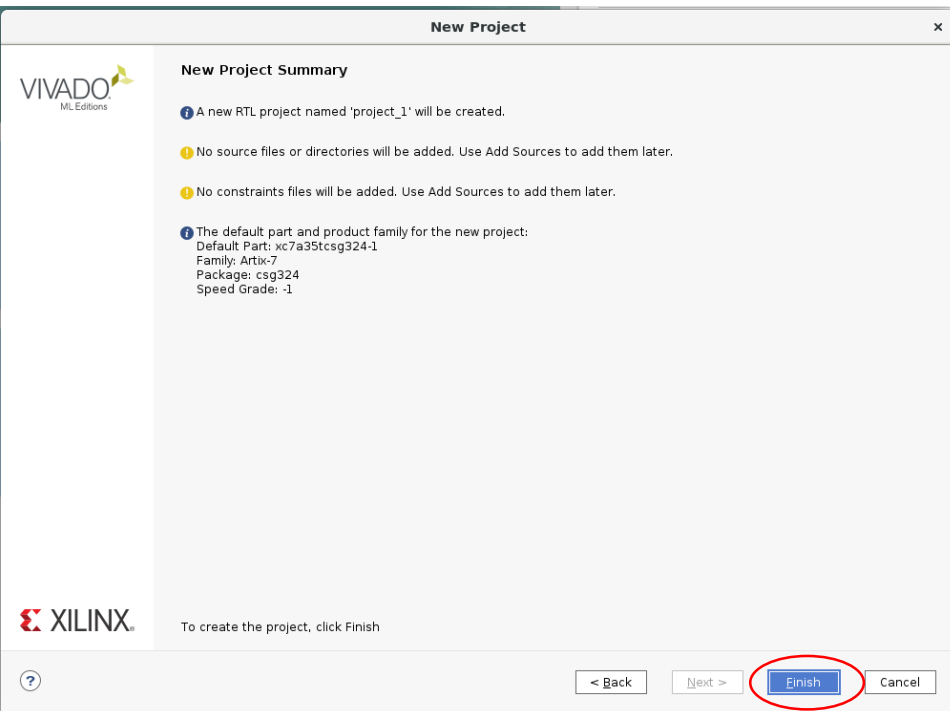 New Project
×
VIVADO
ML Editions
New Project Summary
i A new RTL project named 'project_1' will be created.
! No source files or directories will be added. Use Add Sources to add them later.
! No constraints files will be added. Use Add Sources to add them later.
i The default part and product family for the new project:
Default Part: xc7a35tcsg324-1
Family: Artix-7
Package: csg324
Speed Grade: -1
XILINX.
To create the project, click Finish
? < Back Next > Finish Cancel